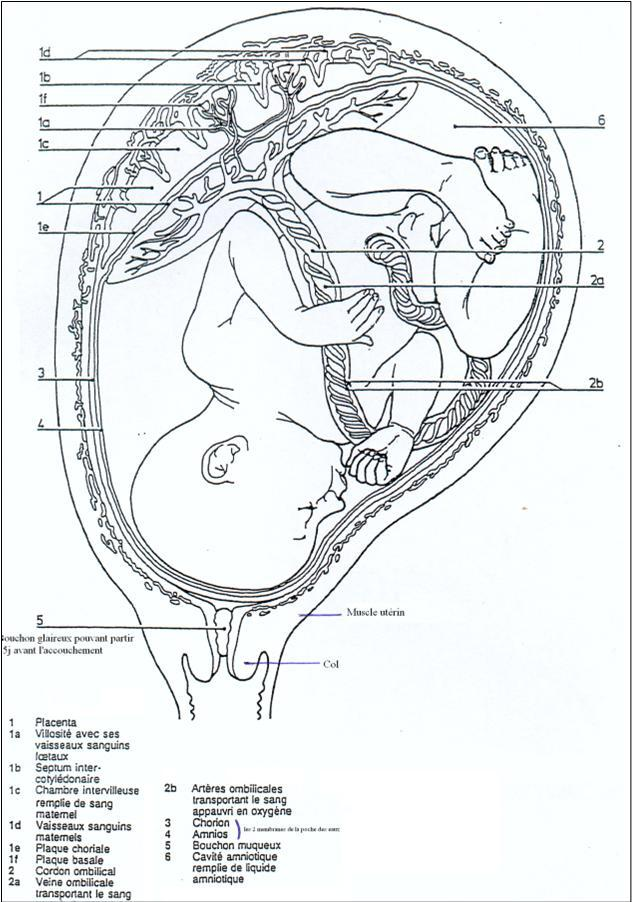 1d
1b
1f
1a
1c
6
1
1e
2
2a
3
2b
4
5
Muscle utérin
Bouchon glaireux pouvant partir
5j avant l'accouchement
Col
1 Placenta
1a Villosité avec ses
vaisseaux sanguins
fœtaux
1b Septum inter-
cotylédonaire
1c Chambre intervilleuse
remplie de sang
maternel
1d Vaisseaux sanguins
maternels
1e Plaque choriale
1f Plaque basale
2 Cordon ombilical
2a Veine ombilicale
transportant le sang
2b Artères ombilicales
transportant le sang
appauvri en oxygène
3 Chorion
4 Amnios
les 2 membranes de la poche des eaux
5 Bouchon muqueux
6 Cavité amniotique
remplie de liquide
amniotique